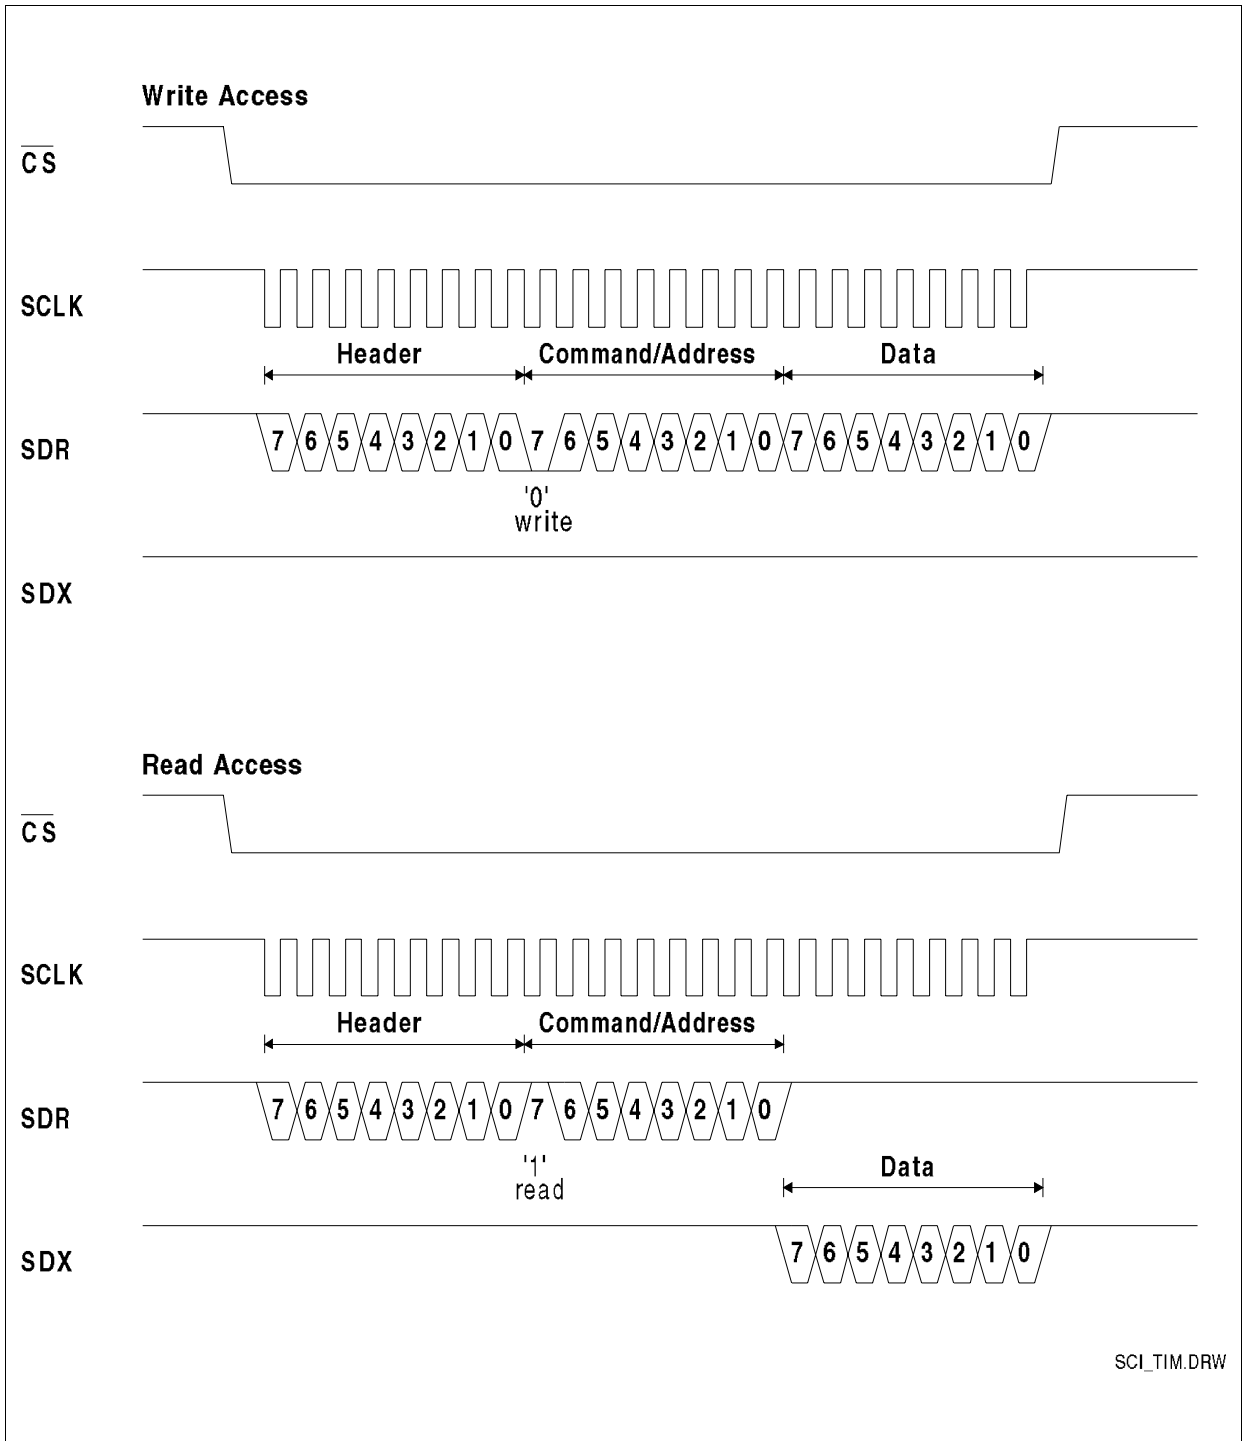 Write Access
CS
SCLK
Header Command/Address Data
SDR 7 6 5 4 3 2 1 0 7 6 5 4 3 2 1 0 7 6 5 4 3 2 1 0
'0'
write
SDX
Read Access
CS
SCLK
Header Command/Address
SDR 7 6 5 4 3 2 1 0 7 6 5 4 3 2 1 0
'1' Data
read
SDX 7 6 5 4 3 2 1 0
SCI_TIM.DRW